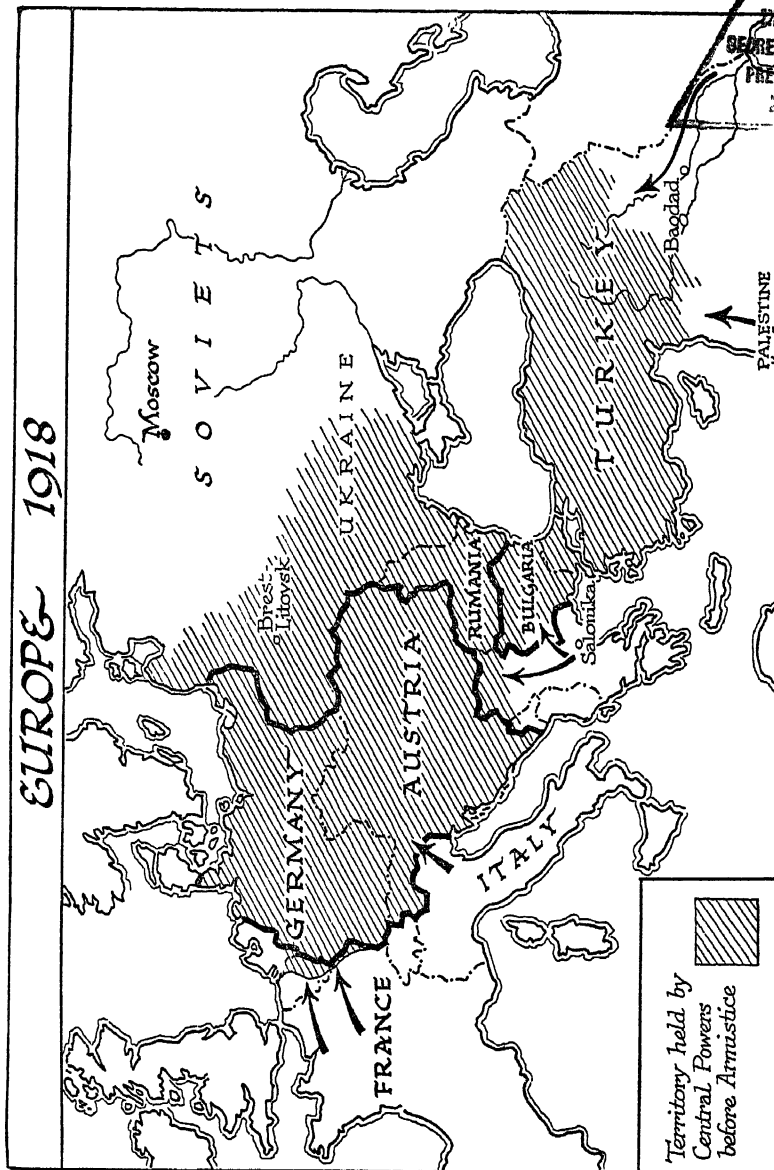 EUROPE 1918
Moscow
SOVIETS
UKRAINE
Brest
Litovsk
GERMANY
AUSTRIA
RUMANIA
BULGARIA
Salonika
TURKEY
Bagdad
PALESTINE
FRANCE
ITALY
Territory held by
Central Powers
before Armistice